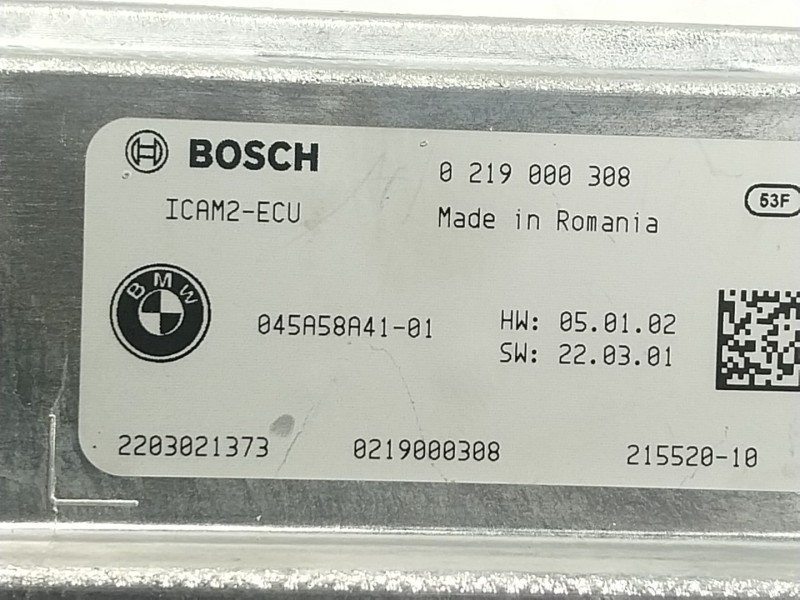 BOSCH
0 219 000 308
53F
ICAM2-ECU
Made in Romania
BMW
045A58A41-01
HW: 05.01.02
SW: 22.03.01
2203021373
0219000308
215520-10